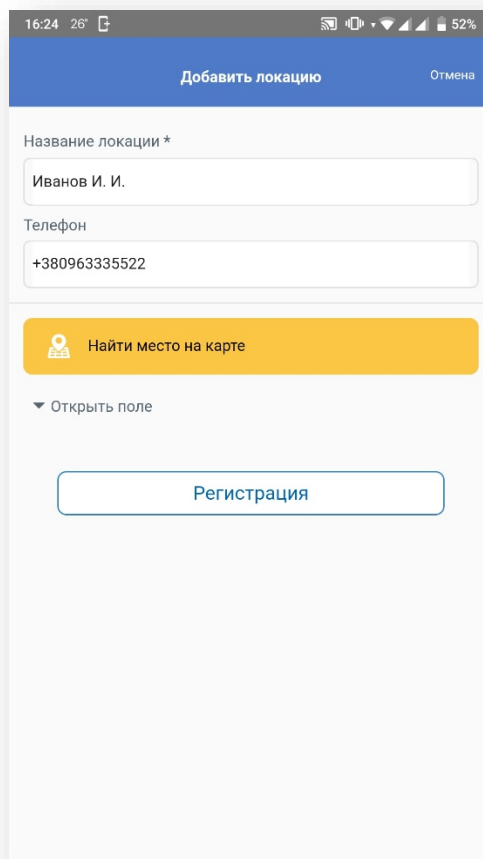 16:24 26° 52%
Добавить локацию Отмена
Название локации *
Иванов И. И.
Телефон
+380963335522
Найти место на карте
Открыть поле
Регистрация